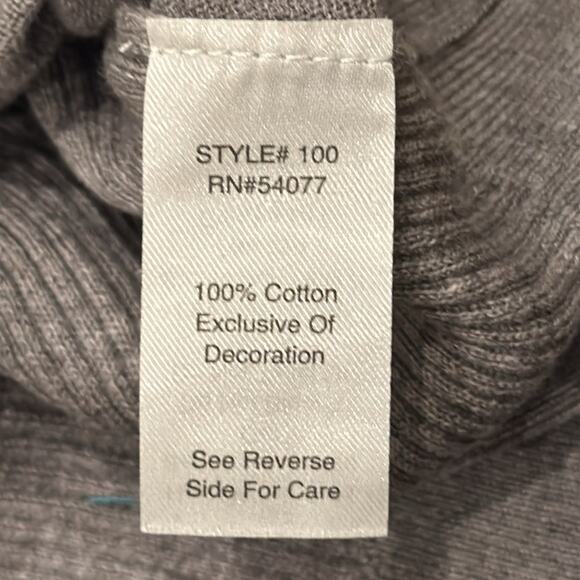 STYLE# 100
RN#54077
100% Cotton
Exclusive Of
Decoration
See Reverse
Side For Care